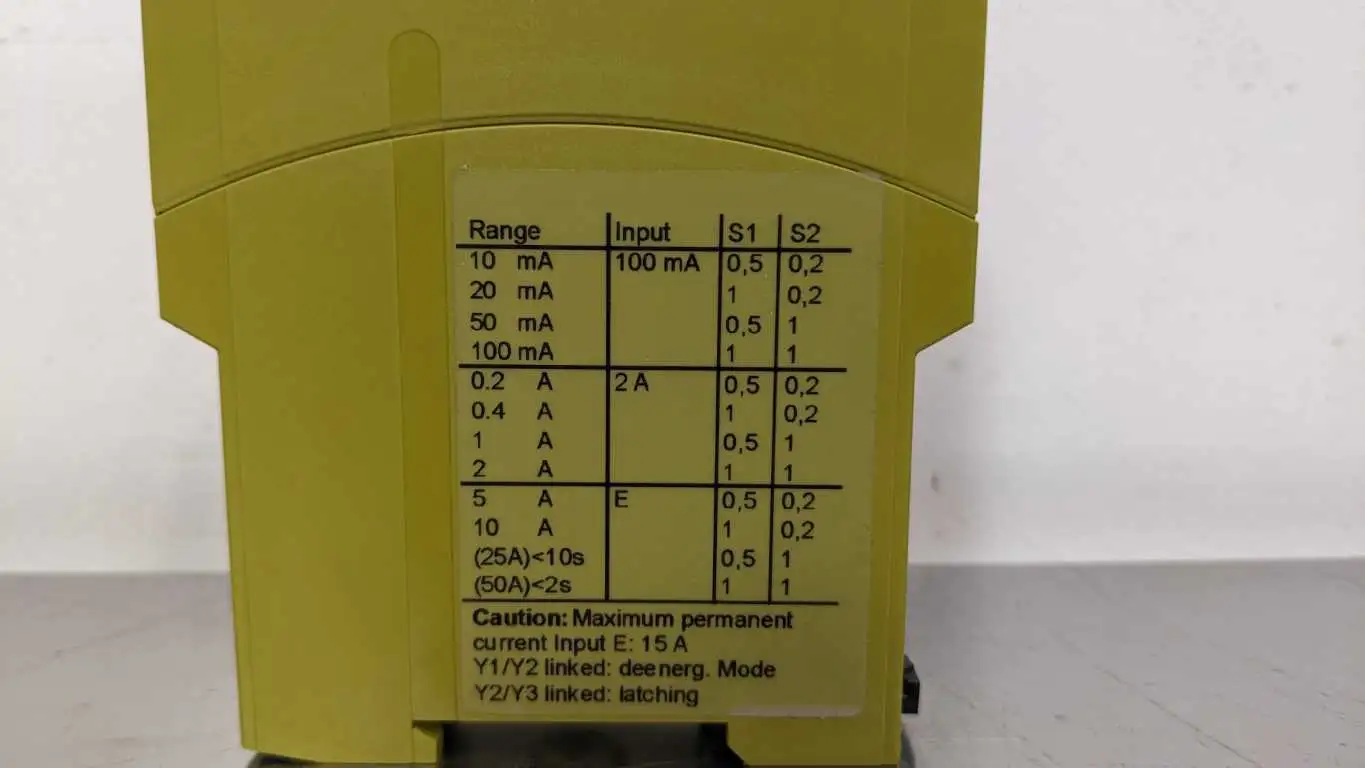 Range Input S1 S2
10 mA 100 mA 0,5 0,2
20 mA 1 0,2
50 mA 0,5 1
100 mA 1 1
0.2 A 2 A 0,5 0,2
0.4 A 1 0,2
1 A 0,5 1
2 A 1 1
5 A E 0,5 0,2
10 A 1 0,2
(25A)<10s 0,5 1
(50A)<2s 1 1
Caution: Maximum permanent
current Input E: 15 A
Y1/Y2 linked: deenerg. Mode
Y2/Y3 linked: latching